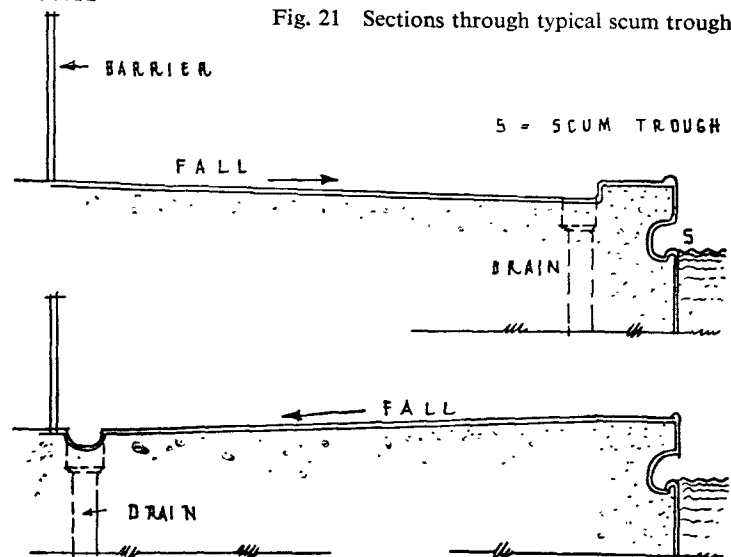 Fig. 21 Sections through typical scum trough
BARRIER
S = SCUM TROUGH
FALL
S
DRAIN
FALL
DRAIN